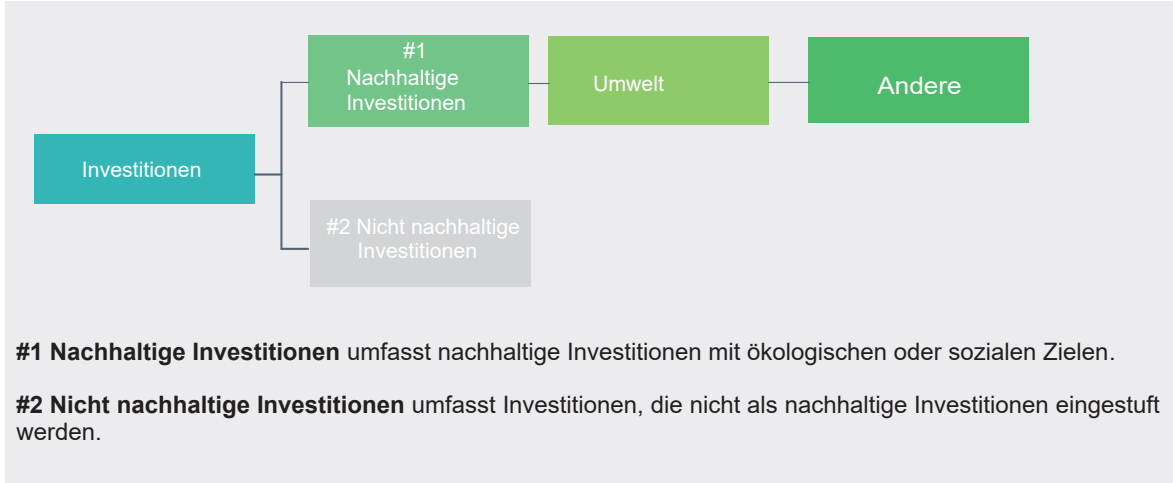 #1
Nachhaltige
Investitionen
Umwelt
Andere
Investitionen
#2 Nicht nachhaltige
Investitionen
#1 Nachhaltige Investitionen umfasst nachhaltige Investitionen mit ökologischen oder sozialen Zielen.
#2 Nicht nachhaltige Investitionen umfasst Investitionen, die nicht als nachhaltige Investitionen eingestuft
werden.